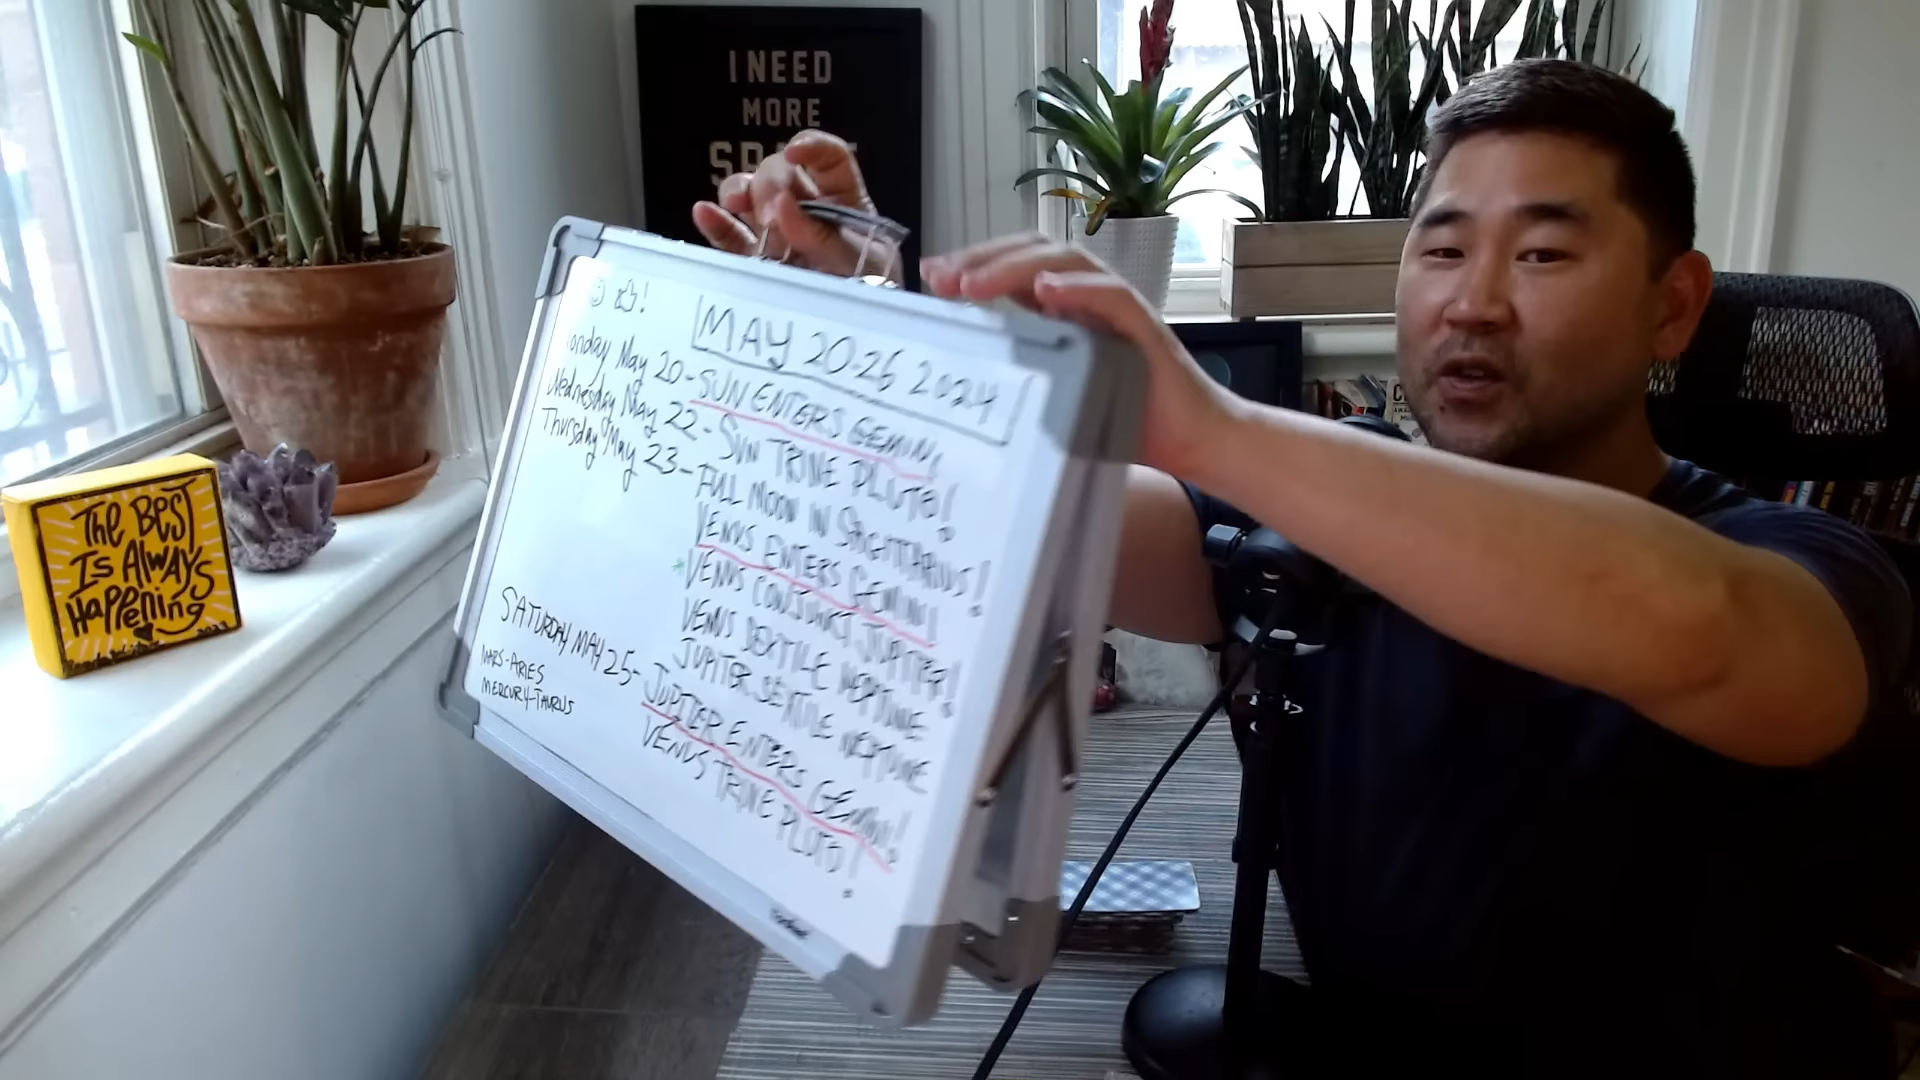 I NEED
MORE
☺ 👍!
MAY 20-26 2024
Monday May 20- SUN ENTERS GEMINI
Wednesday May 22- SUN TRINE PLUTO!
Thursday May 23- FULL MOON IN SAGITTARIUS!
VENUS ENTERS GEMINI
*VENUS CONJUNCT JUPITER!
VENUS SEXTILE NEPTUNE
JUPITER SEXTILE NEPTUNE
SATURDAY MAY 25- JUPITER ENTERS GEMINI!
VENUS TRINE PLUTO!
MARS-ARIES
MERCURY-TAURUS
The BEST
Is Always
Happening